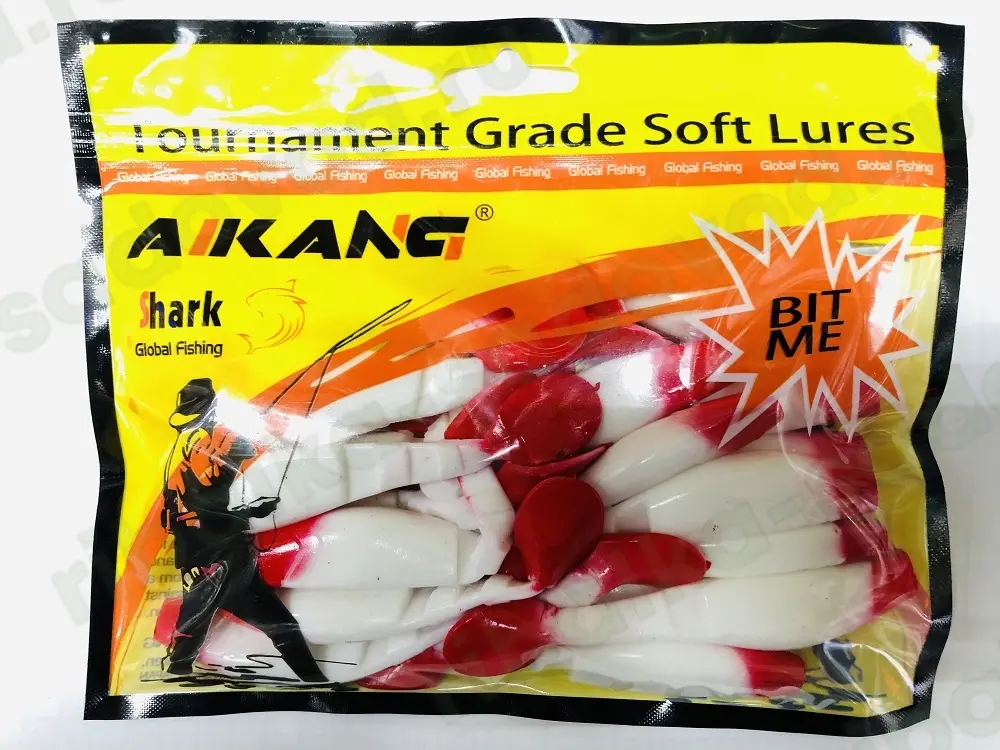 Tournament Grade Soft Lures
Global Fishing Global Fishing Global Fishing Global Fishing Global Fishing Global Fishing Global Fishing Global Fishing Global Fishing
AIKANG®
Shark
Global Fishing
BIT
ME